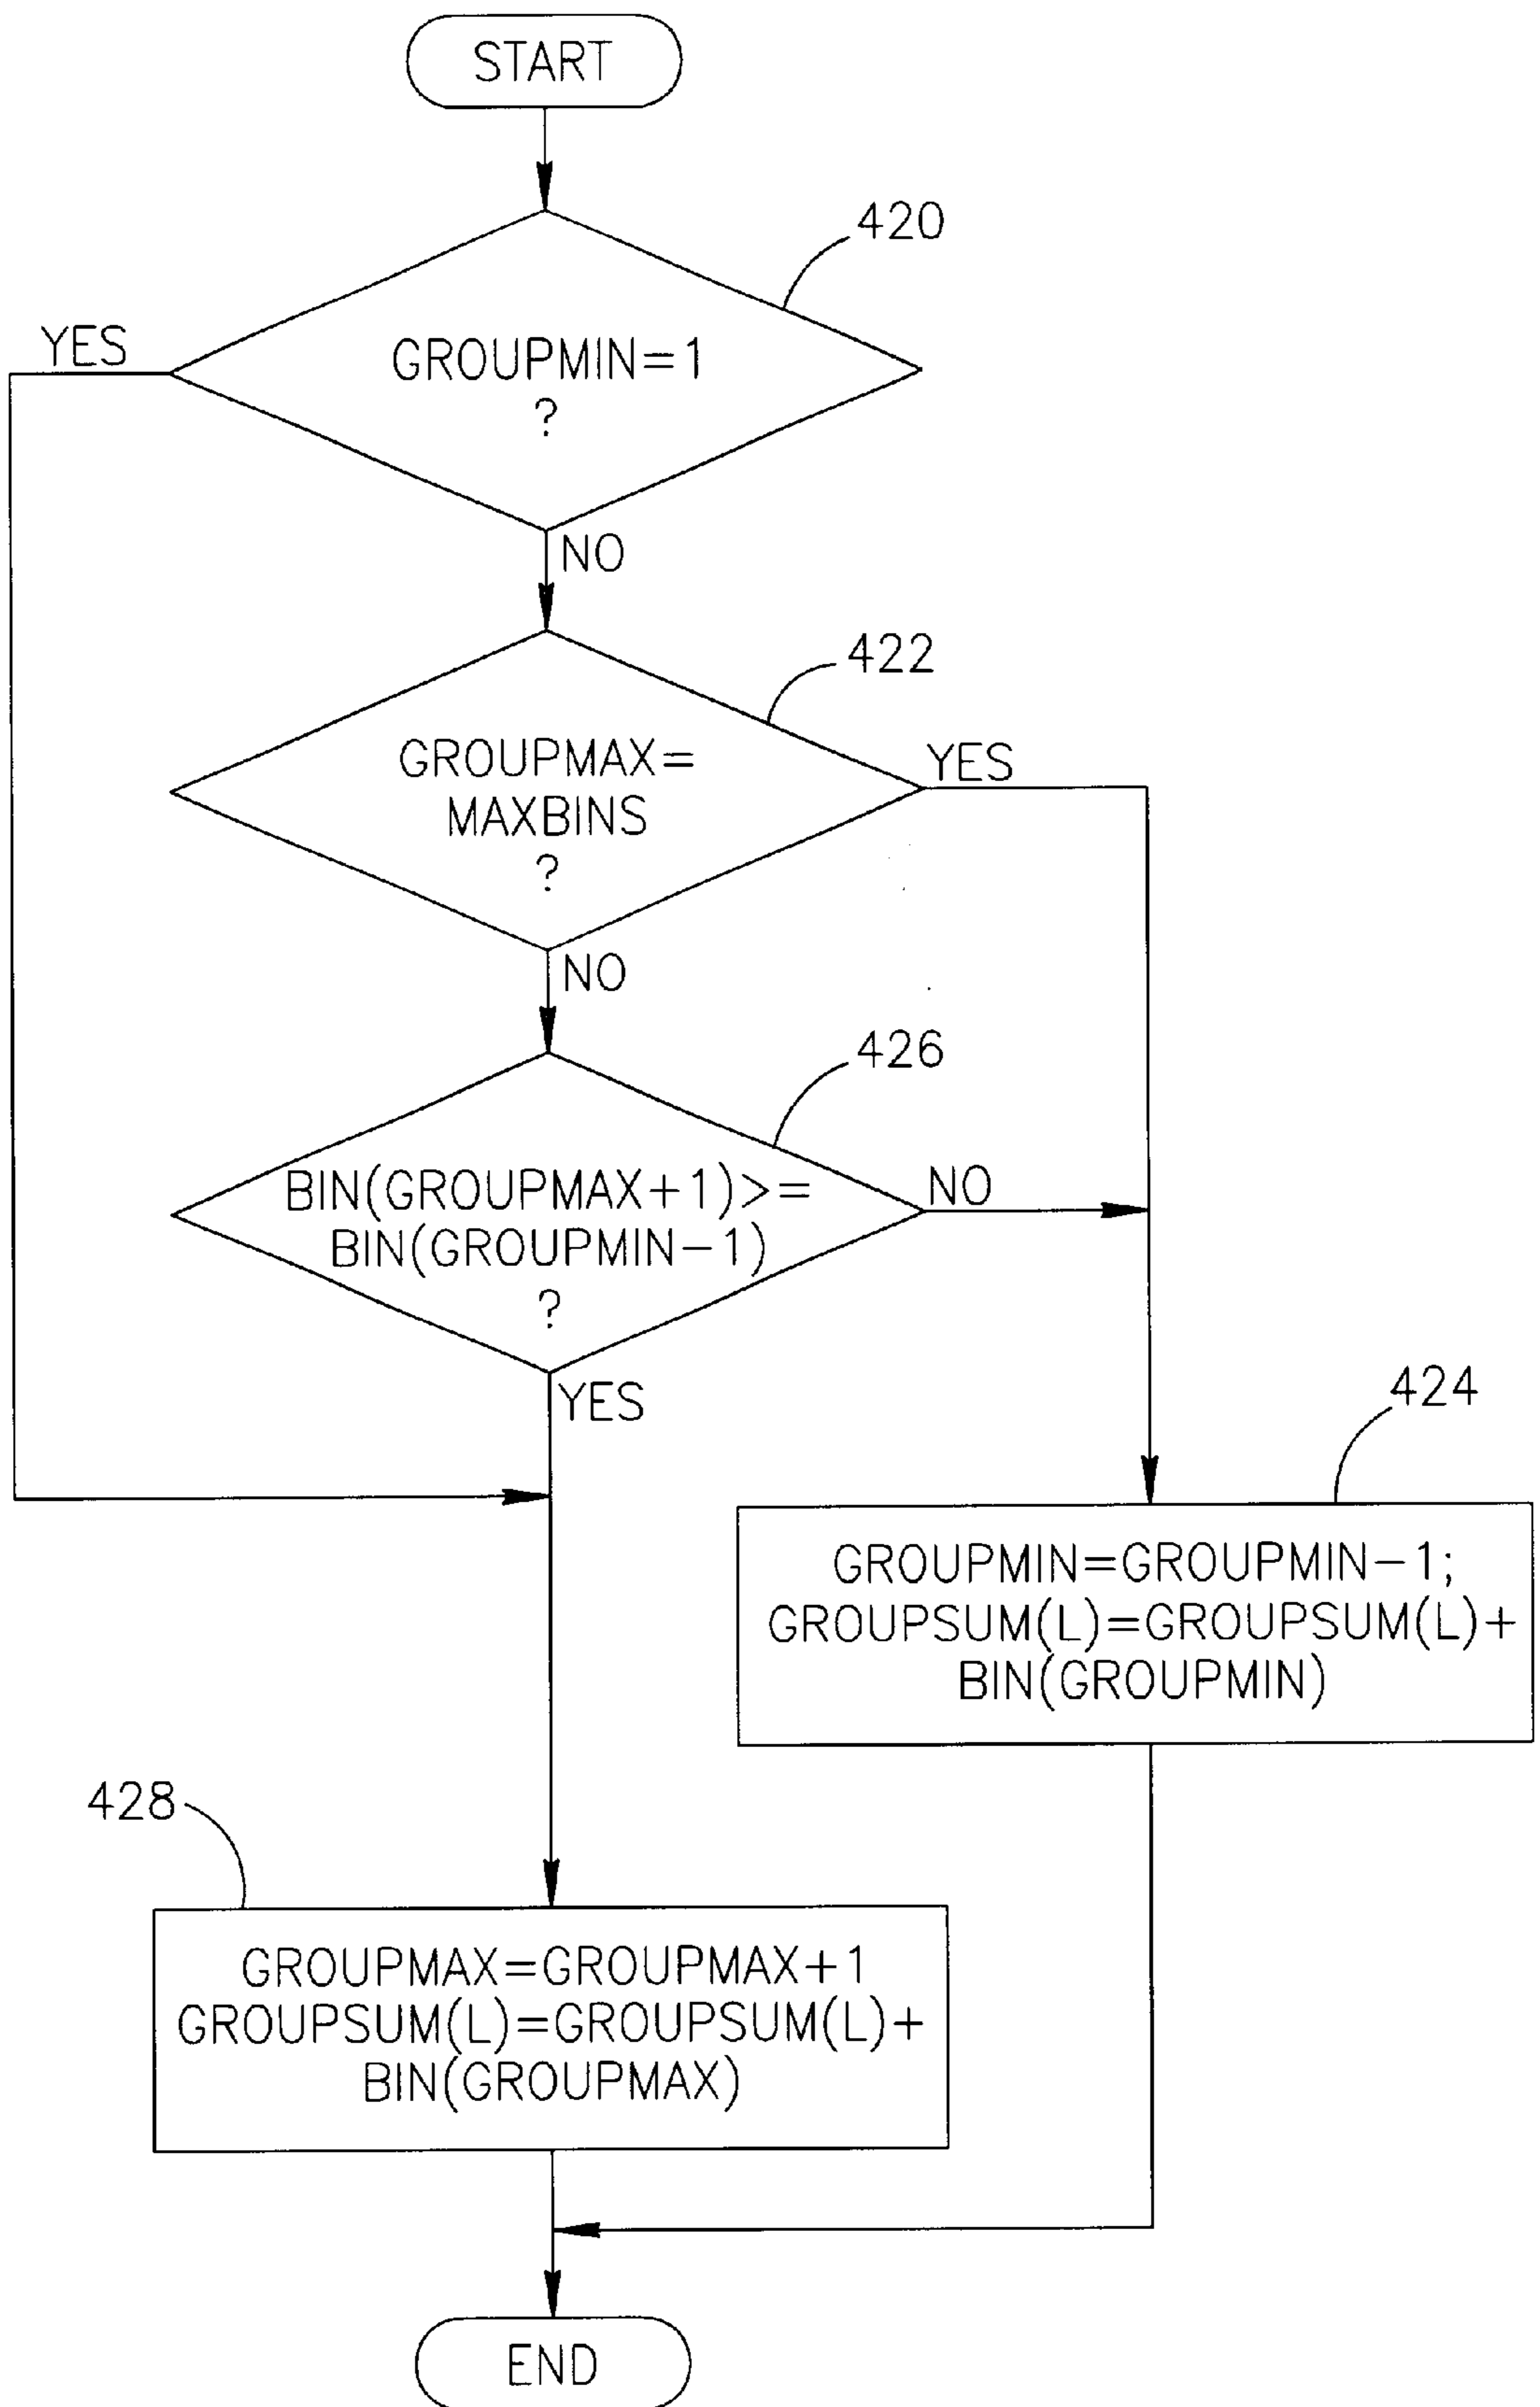 START
420
YES
GROUPMIN=1
?
NO
422
GROUPMAX=
MAXBINS
?
YES
NO
426
BIN(GROUPMAX+1)>=
BIN(GROUPMIN-1)
?
NO
YES
424
GROUPMIN=GROUPMIN-1;
GROUPSUM(L)=GROUPSUM(L)+
BIN(GROUPMIN)
428
GROUPMAX=GROUPMAX+1
GROUPSUM(L)=GROUPSUM(L)+
BIN(GROUPMAX)
END